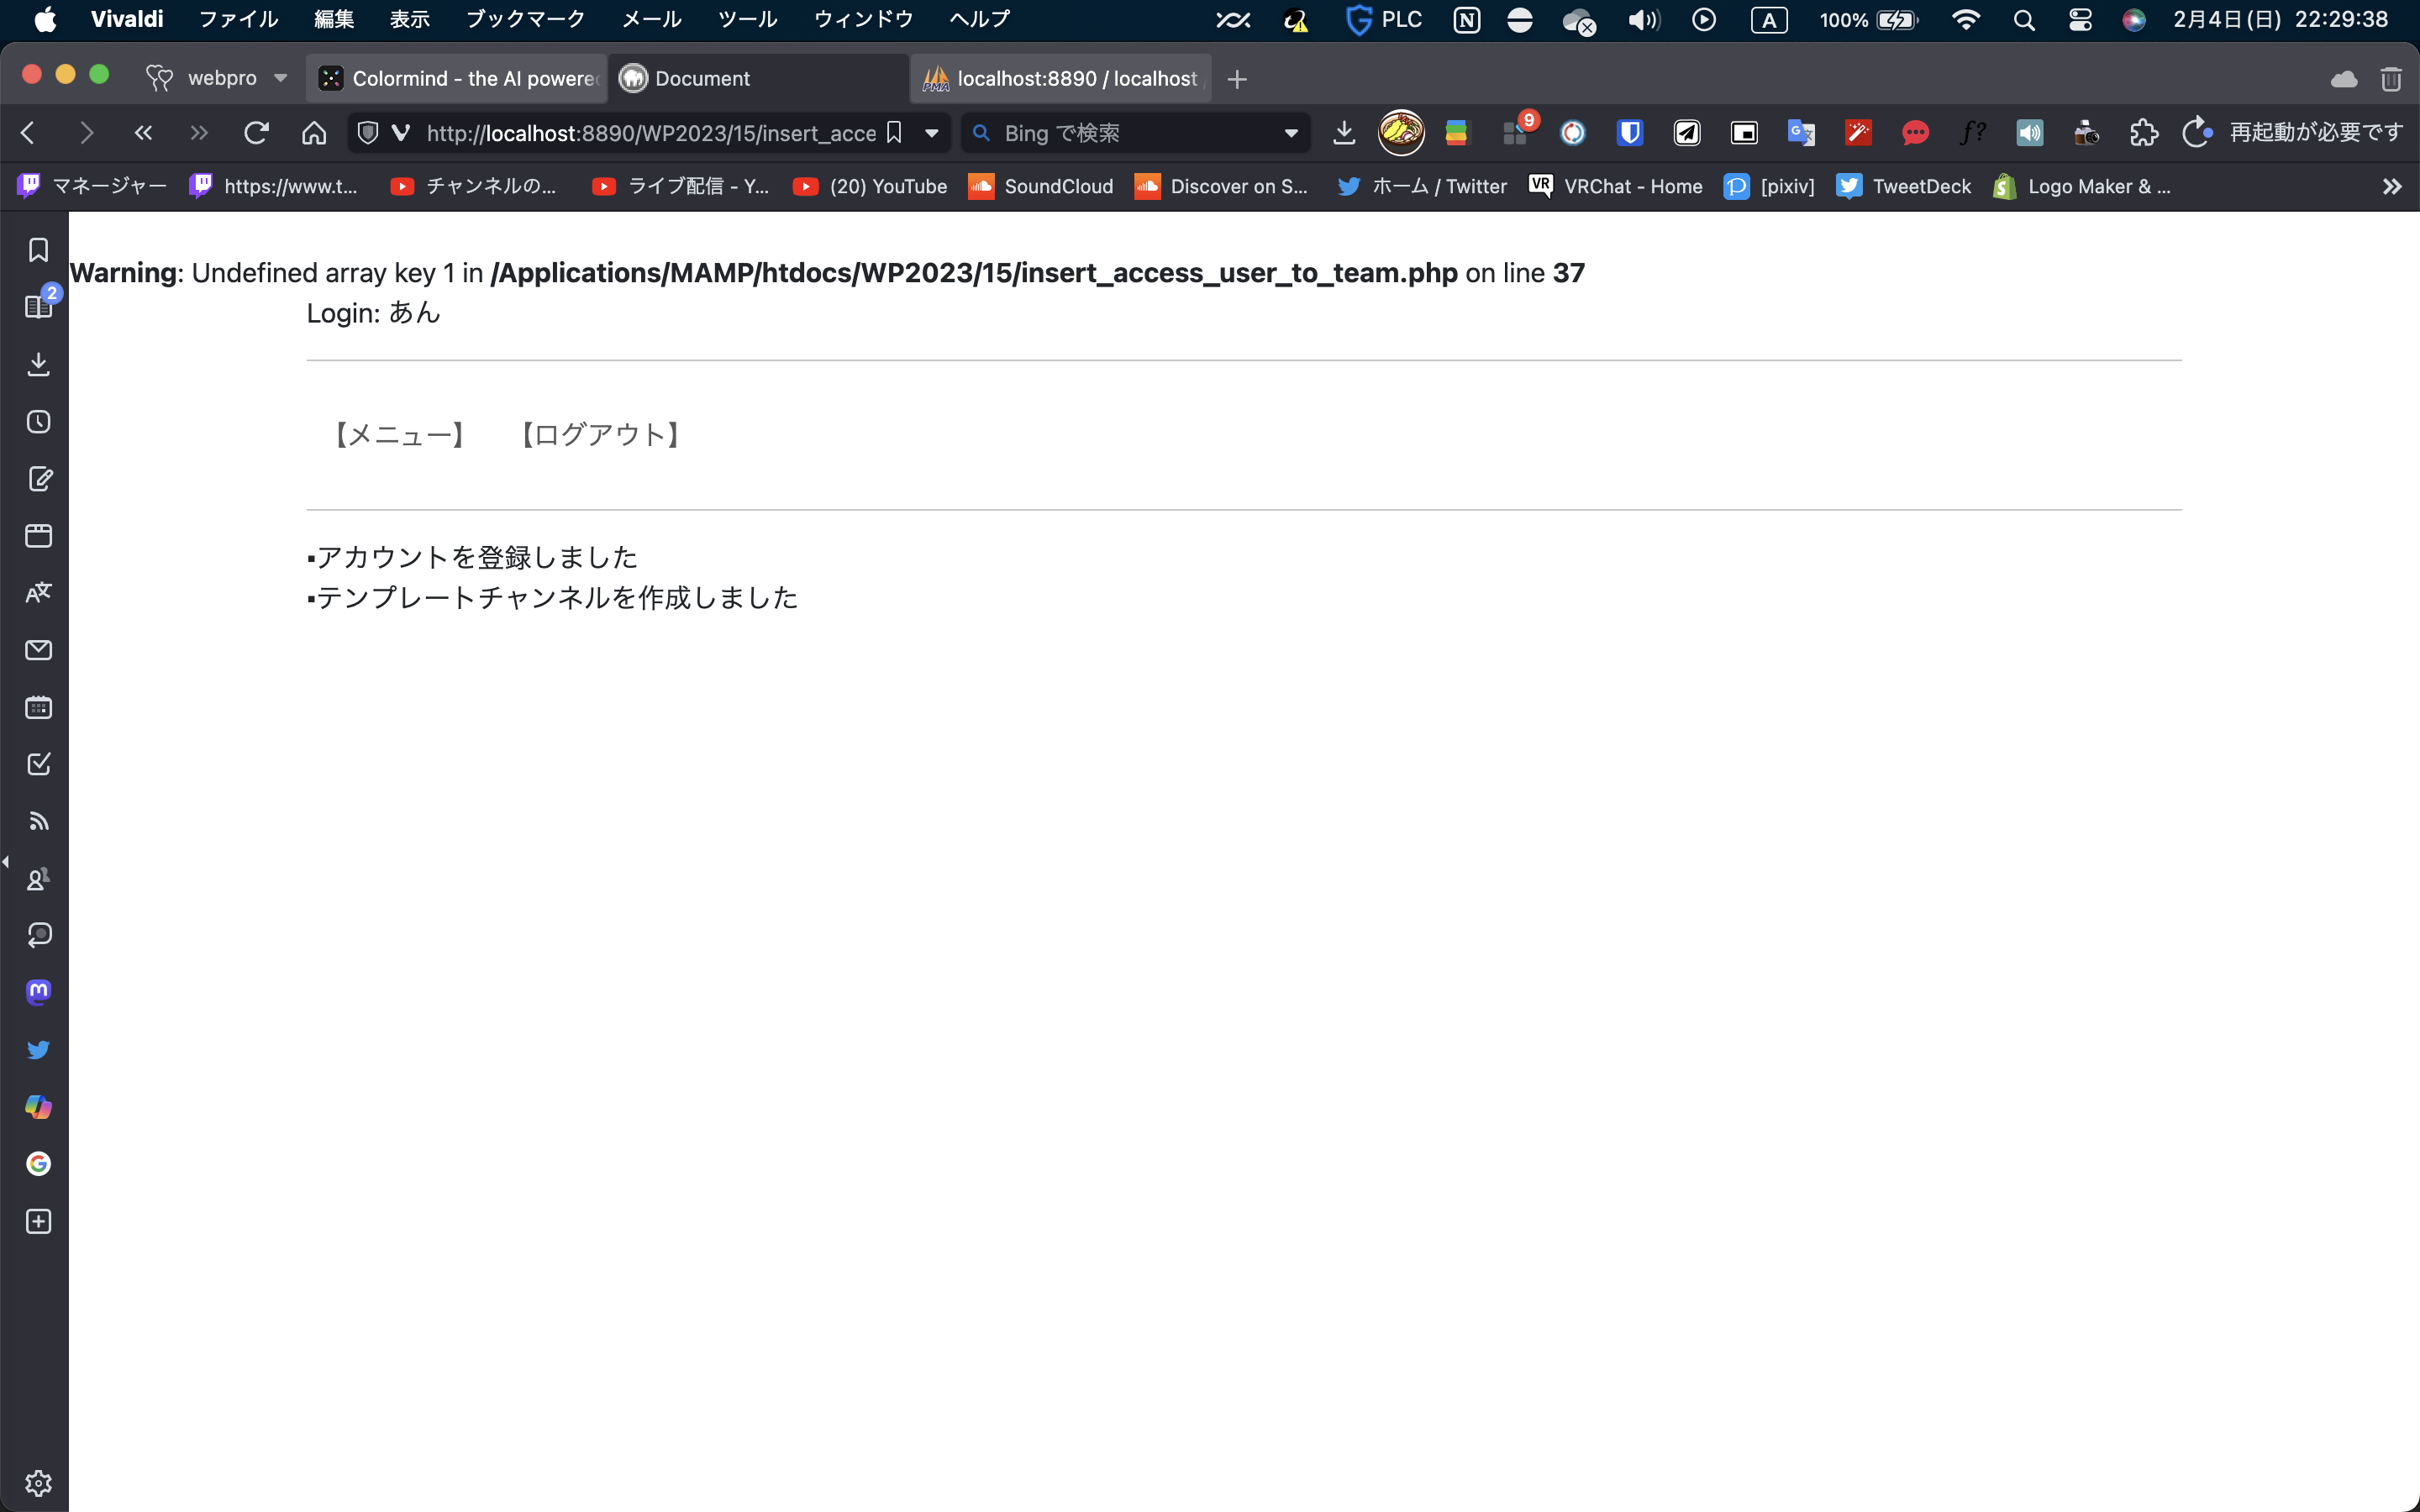 Vivaldi ファイル 編集 表示 ブックマーク メール ツール ウィンドウ ヘルプ PLC A 100% 2月4日(日) 22:29:38
webpro Colormind - the AI powere Document localhost:8890 / localhost
http://localhost:8890/WP2023/15/insert_acce Bing で検索 9 再起動が必要です
マネージャー https://www.t... チャンネルの... ライブ配信 - Y... (20) YouTube SoundCloud Discover on S... ホーム / Twitter VRChat - Home [pixiv] TweetDeck Logo Maker & ...
2
Warning: Undefined array key 1 in /Applications/MAMP/htdocs/WP2023/15/insert_access_user_to_team.php on line 37
Login: あん
【メニュー】 【ログアウト】
▪アカウントを登録しました
▪テンプレートチャンネルを作成しました